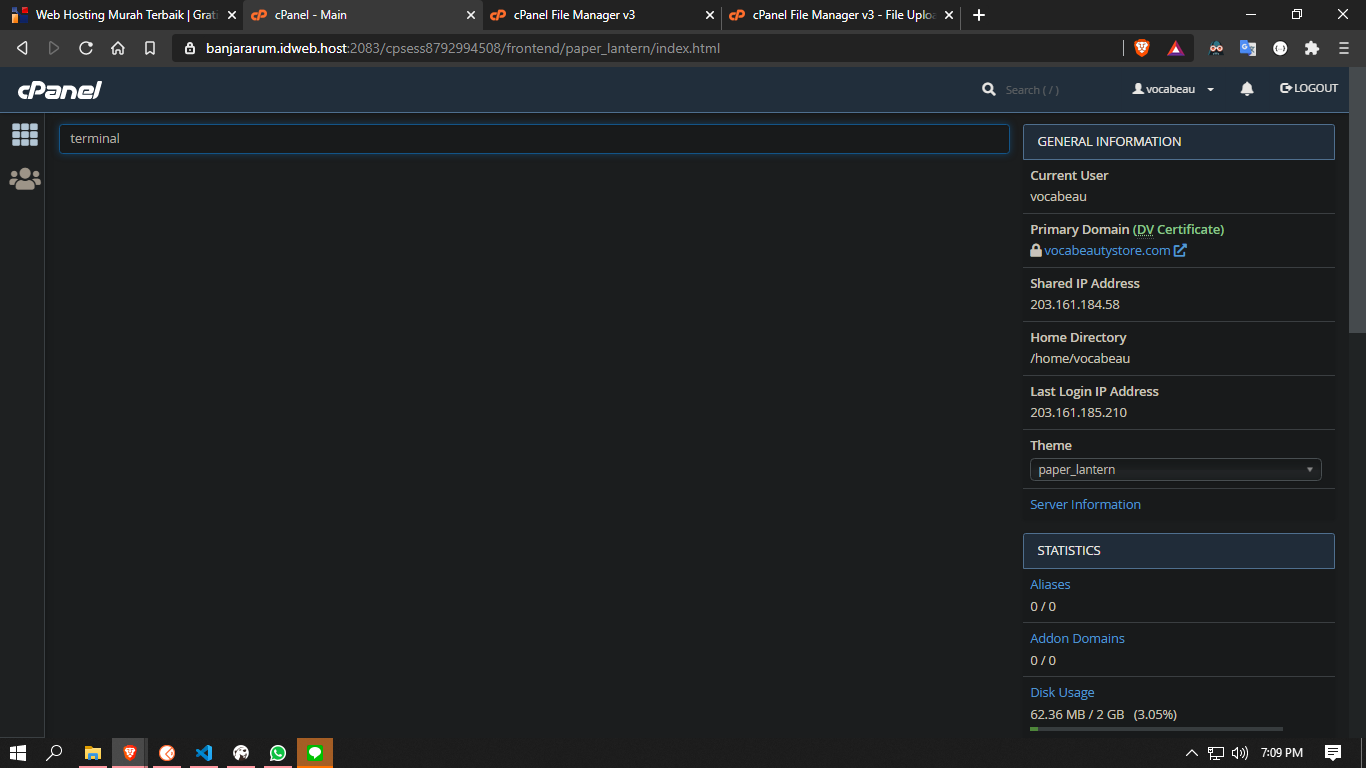 Web Hosting Murah Terbaik | Grati
cPanel - Main
cPanel File Manager v3
cPanel File Manager v3 - File Uplo
banjararum.idweb.host:2083/cpsess8792994508/frontend/paper_lantern/index.html
cPanel
Search ( / )
vocabeau
LOGOUT
terminal
GENERAL INFORMATION
Current User
vocabeau
Primary Domain (DV Certificate)
vocabeautystore.com
Shared IP Address
203.161.184.58
Home Directory
/home/vocabeau
Last Login IP Address
203.161.185.210
Theme
paper_lantern
Server Information
STATISTICS
Aliases
0 / 0
Addon Domains
0 / 0
Disk Usage
62.36 MB / 2 GB (3.05%)
7:09 PM